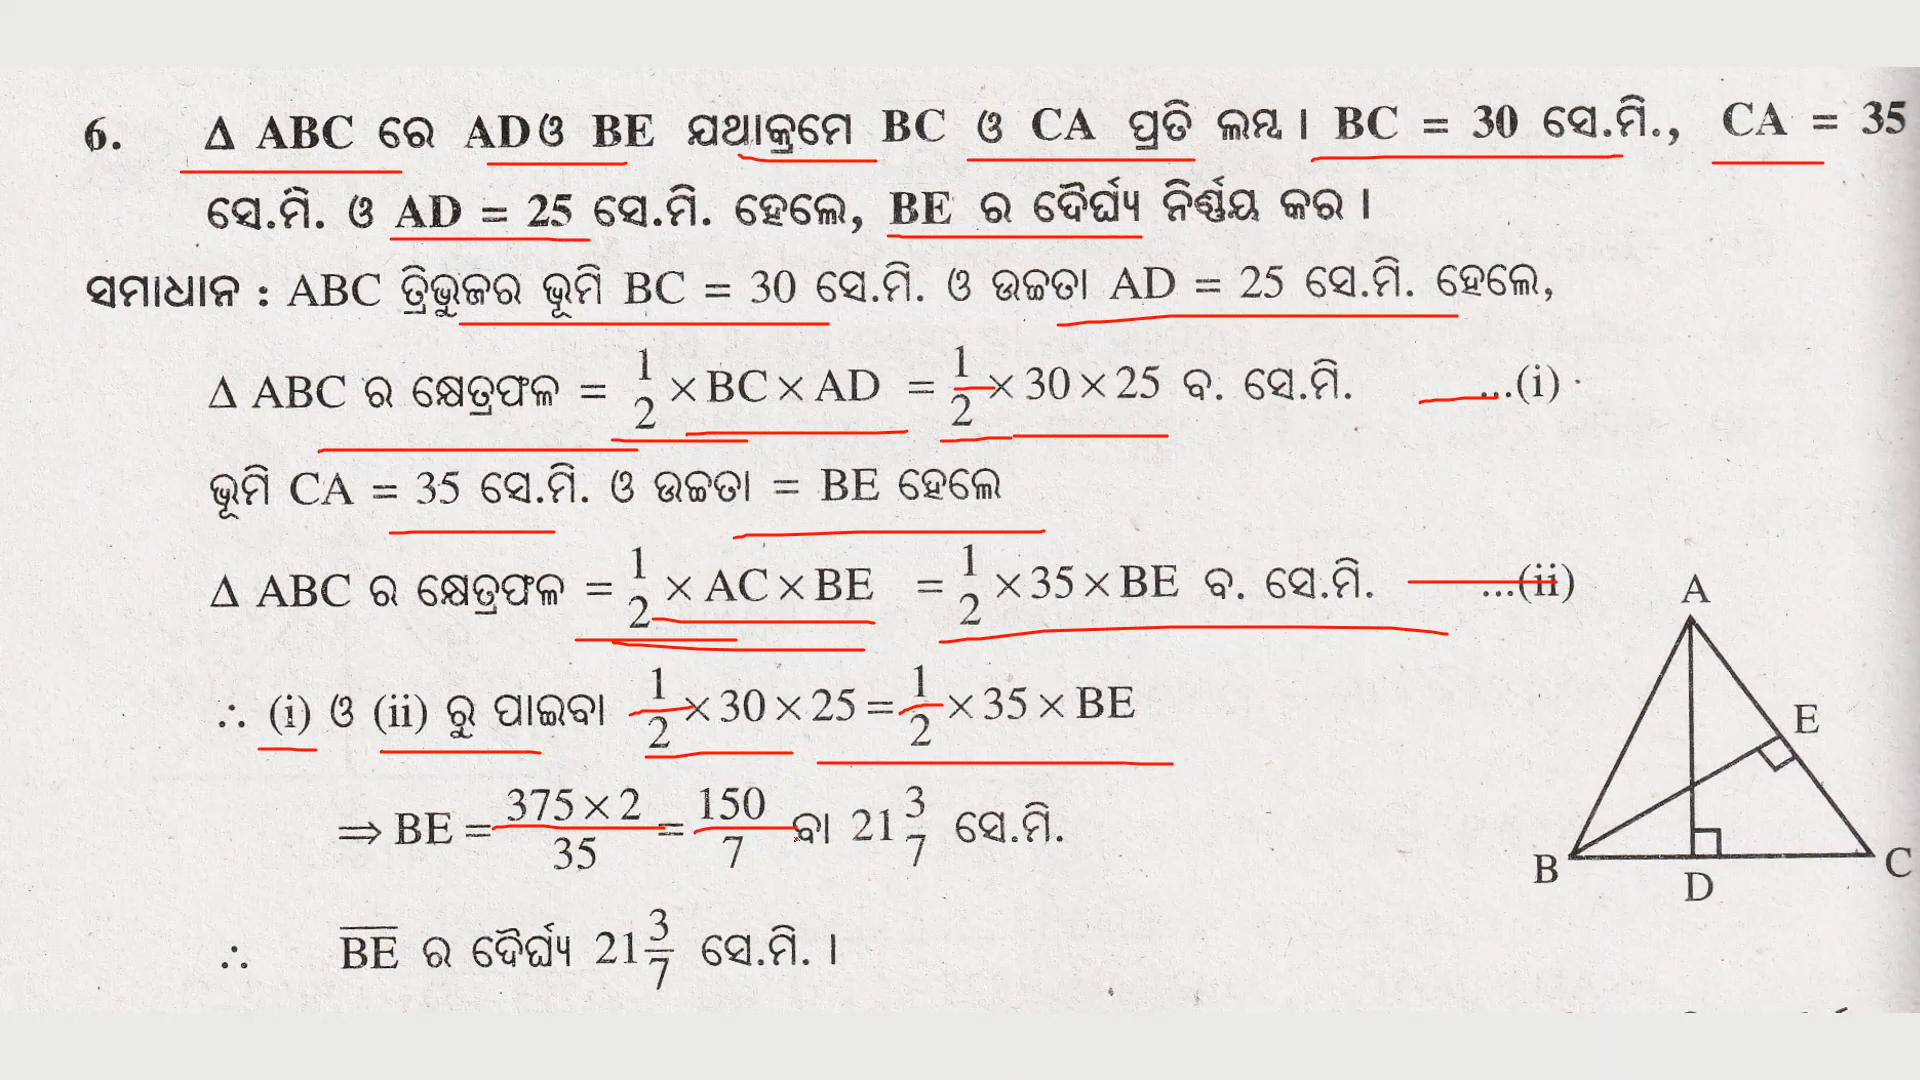 6. Δ ABC ରେ AD ଓ BE ଯଥାକ୍ରମେ BC ଓ CA ପ୍ରତି ଲମ୍ବ । BC = 30 ସେ.ମି., CA = 35
ସେ.ମି. ଓ AD = 25 ସେ.ମି. ହେଲେ, BE ର ଦୈର୍ଘ୍ୟ ନିର୍ଣ୍ଣୟ କର ।
ସମାଧାନ : ABC ତ୍ରିଭୁଜର ଭୂମି BC = 30 ସେ.ମି. ଓ ଉଚ୍ଚତା AD = 25 ସେ.ମି. ହେଲେ,
Δ ABC ର କ୍ଷେତ୍ରଫଳ = 1/2 × BC × AD = 1/2 × 30 × 25 ବ. ସେ.ମି. ...(i)
ଭୂମି CA = 35 ସେ.ମି. ଓ ଉଚ୍ଚତା = BE ହେଲେ
Δ ABC ର କ୍ଷେତ୍ରଫଳ = 1/2 × AC × BE = 1/2 × 35 × BE ବ. ସେ.ମି. ...(ii)
∴ (i) ଓ (ii) ରୁ ପାଇବା 1/2 × 30 × 25 = 1/2 × 35 × BE
⇒ BE = 375 × 2/35 = 150/7 ବା 21 3/7 ସେ.ମି.
∴ B̅E̅ ର ଦୈର୍ଘ୍ୟ 21 3/7 ସେ.ମି. ।
A
E
B
D
C